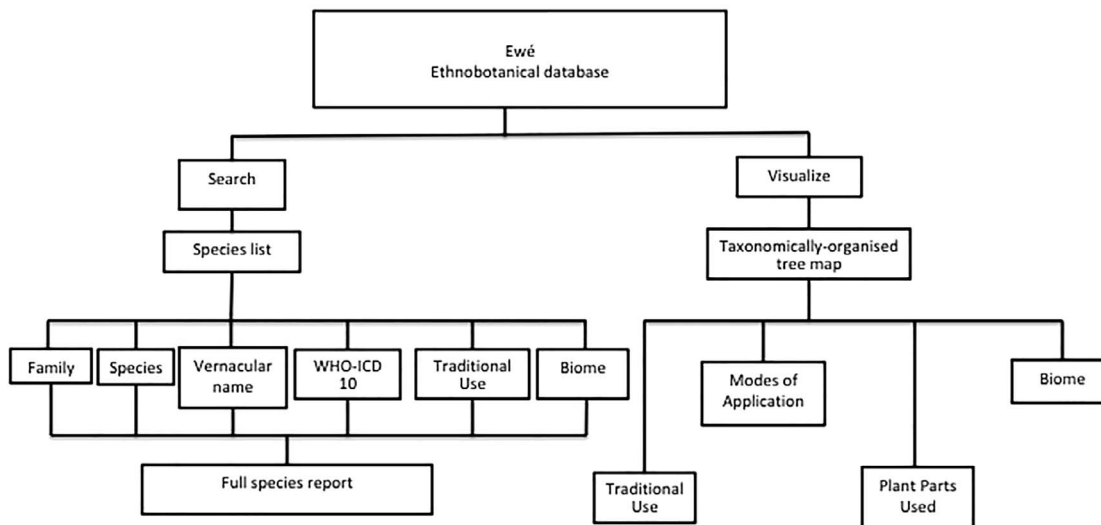 Ewé
Ethnobotanical database
Search
Visualize
Species list
Taxonomically-organised
tree map
Family
Species
Vernacular
name
WHO-ICD
10
Traditional
Use
Biome
Modes of
Application
Biome
Full species report
Traditional
Use
Plant Parts
Used